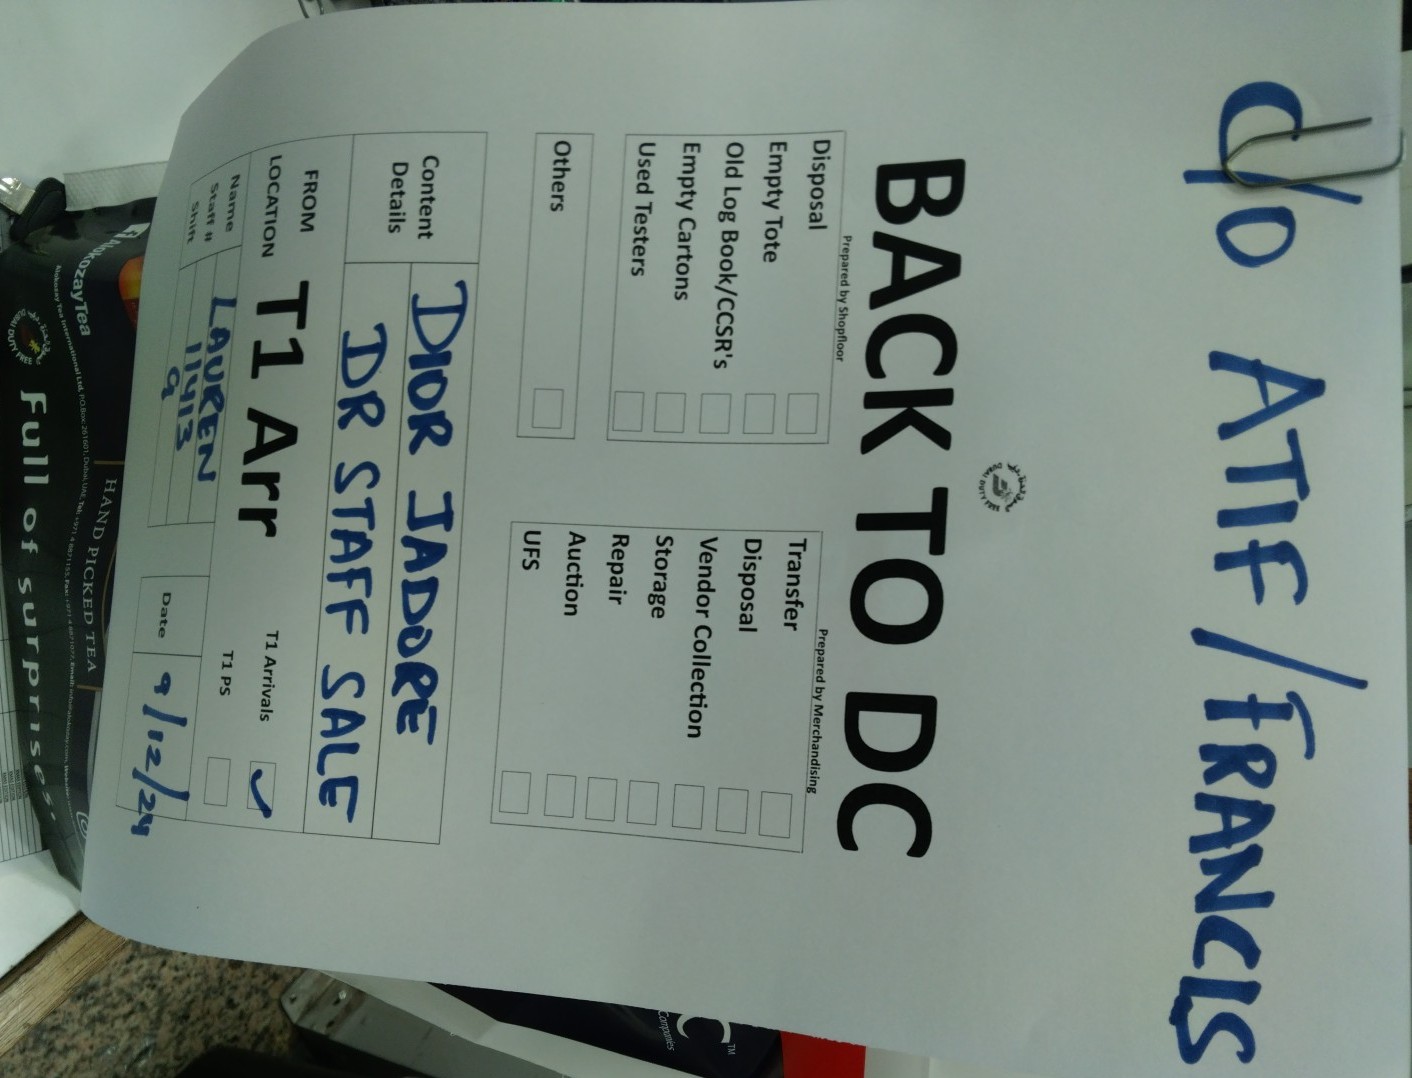 c/o ATIF / FRANCIS
BACK TO DC
Prepared by Shopfloor
Disposal
Empty Tote
Old Log Book/CCSR's
Empty Cartons
Used Testers
Others
Prepared by Merchandising
Transfer
Disposal
Vendor Collection
Storage
Repair
Auction
UFS
Content Details
DIOR JADORE
DR STAFF SALE
FROM LOCATION
T1 Arr
T1 Arrivals
T1 PS
Name LAUREN
Staff # 11413
Shift 9
Date 9/12/24
AlokozayTea
HAND PICKED TEA
Full of surprises.
Companies